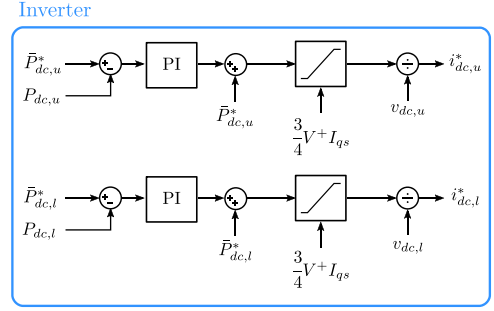 Inverter
P̄*dc,u
PI
i*dc,u
Pdc,u
P̄*dc,u
vdc,u
3/4 V⁺Iqs
P̄*dc,l
PI
i*dc,l
Pdc,l
P̄*dc,l
vdc,l
3/4 V⁺Iqs